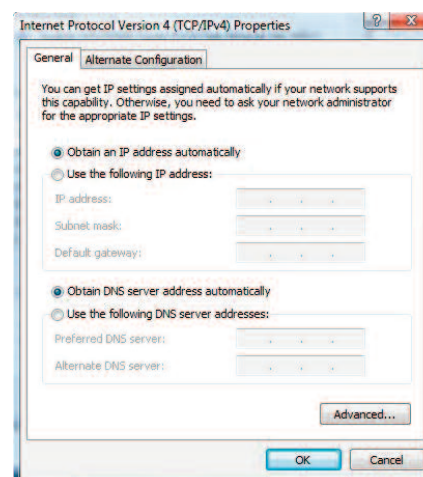 Internet Protocol Version 4 (TCP/IPv4) Properties
General
Alternate Configuration
You can get IP settings assigned automatically if your network supports
this capability. Otherwise, you need to ask your network administrator
for the appropriate IP settings.
Obtain an IP address automatically
Use the following IP address:
IP address:
Subnet mask:
Default gateway:
Obtain DNS server address automatically
Use the following DNS server addresses:
Preferred DNS server:
Alternate DNS server:
Advanced...
OK
Cancel